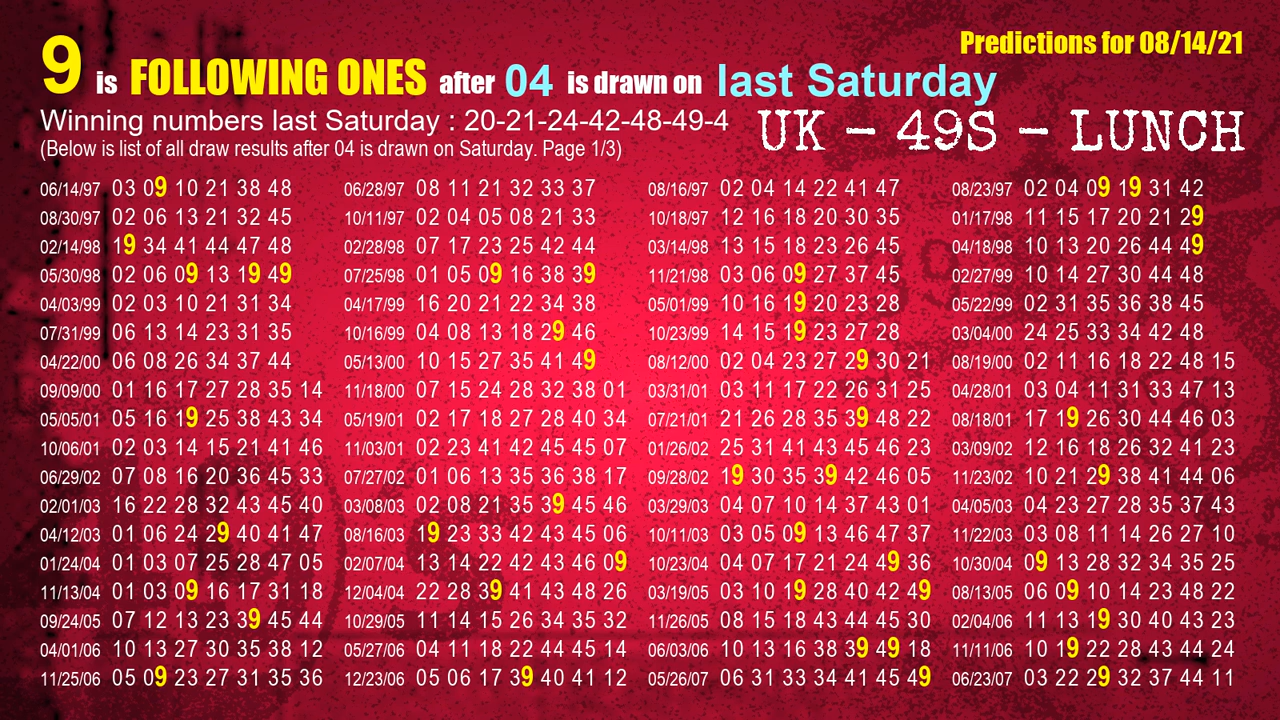 Predictions for 08/14/21
9 is FOLLOWING ONES after 04 is drawn on last Saturday
Winning numbers last Saturday : 20-21-24-42-48-49-4
UK - 49S - LUNCH
(Below is list of all draw results after 04 is drawn on Saturday. Page 1/3)
06/14/97 03 09 10 21 38 48 06/28/97 08 11 21 32 33 37 08/16/97 02 04 14 22 41 47 08/23/97 02 04 09 19 31 42
08/30/97 02 06 13 21 32 45 10/11/97 02 04 05 08 21 33 10/18/97 12 16 18 20 30 35 01/17/98 11 15 17 20 21 29
02/14/98 19 34 41 44 47 48 02/28/98 07 17 23 25 42 44 03/14/98 13 15 18 23 26 45 04/18/98 10 13 20 26 44 49
05/30/98 02 06 09 13 19 49 07/25/98 01 05 09 16 38 39 11/21/98 03 06 09 27 37 45 02/27/99 10 14 27 30 44 48
04/03/99 02 03 10 21 31 34 04/17/99 16 20 21 22 34 38 05/01/99 10 16 19 20 23 28 05/22/99 02 31 35 36 38 45
07/31/99 06 13 14 23 31 35 10/16/99 04 08 13 18 29 46 10/23/99 14 15 19 23 27 28 03/04/00 24 25 33 34 42 48
04/22/00 06 08 26 34 37 44 05/13/00 10 15 27 35 41 49 08/12/00 02 04 23 27 29 30 21 08/19/00 02 11 16 18 22 48 15
09/09/00 01 16 17 27 28 35 14 11/18/00 07 15 24 28 32 38 01 03/31/01 03 11 17 22 26 31 25 04/28/01 03 04 11 31 33 47 13
05/05/01 05 16 19 25 38 43 34 05/19/01 02 17 18 27 28 40 34 07/21/01 21 26 28 35 39 48 22 08/18/01 17 19 26 30 44 46 03
10/06/01 02 03 14 15 21 41 46 11/03/01 02 23 41 42 45 45 07 01/26/02 25 31 41 43 45 46 23 03/09/02 12 16 18 26 32 41 23
06/29/02 07 08 16 20 36 45 33 07/27/02 01 06 13 35 36 38 17 09/28/02 19 30 35 39 42 46 05 11/23/02 10 21 29 38 41 44 06
02/01/03 16 22 28 32 43 45 40 03/08/03 02 08 21 35 39 45 46 03/29/03 04 07 10 14 37 43 01 04/05/03 04 23 27 28 35 37 43
04/12/03 01 06 24 29 40 41 47 08/16/03 19 23 33 42 43 45 06 10/11/03 03 05 09 13 46 47 37 11/22/03 03 08 11 14 26 27 10
01/24/04 01 03 07 25 28 47 05 02/07/04 13 14 22 42 43 46 09 10/23/04 04 07 17 21 24 49 36 10/30/04 09 13 28 32 34 35 25
11/13/04 01 03 09 16 17 31 18 12/04/04 22 28 39 41 43 48 26 03/19/05 03 10 19 28 40 42 49 08/13/05 06 09 10 14 23 48 22
09/24/05 07 12 13 23 39 45 44 10/29/05 11 14 15 26 34 35 32 11/26/05 08 15 18 43 44 45 30 02/04/06 11 13 19 30 40 43 23
04/01/06 10 13 27 30 35 38 12 05/27/06 04 11 18 22 44 45 14 06/03/06 10 13 16 38 39 49 18 11/11/06 10 19 22 28 43 44 24
11/25/06 05 09 23 27 31 35 36 12/23/06 05 06 17 39 40 41 12 05/26/07 06 31 33 34 41 45 49 06/23/07 03 22 29 32 37 44 11